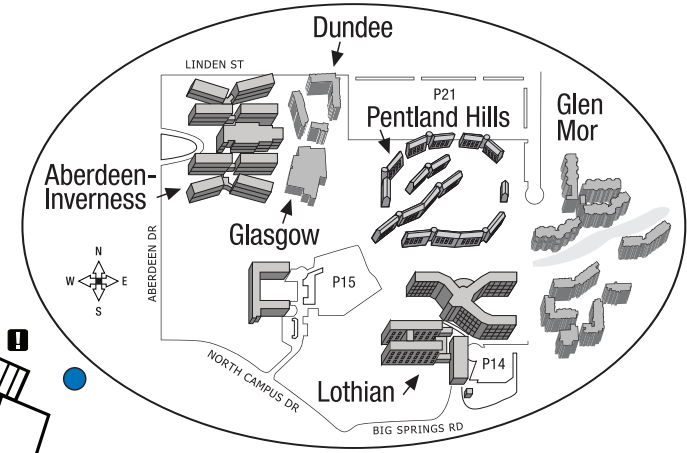 Dundee
LINDEN ST
P21
Pentland Hills
Glen
Mor
Aberdeen-
Inverness
Glasgow
ABERDEEN DR
N
W E
S
P15
!
NORTH CAMPUS DR
Lothian
P14
BIG SPRINGS RD